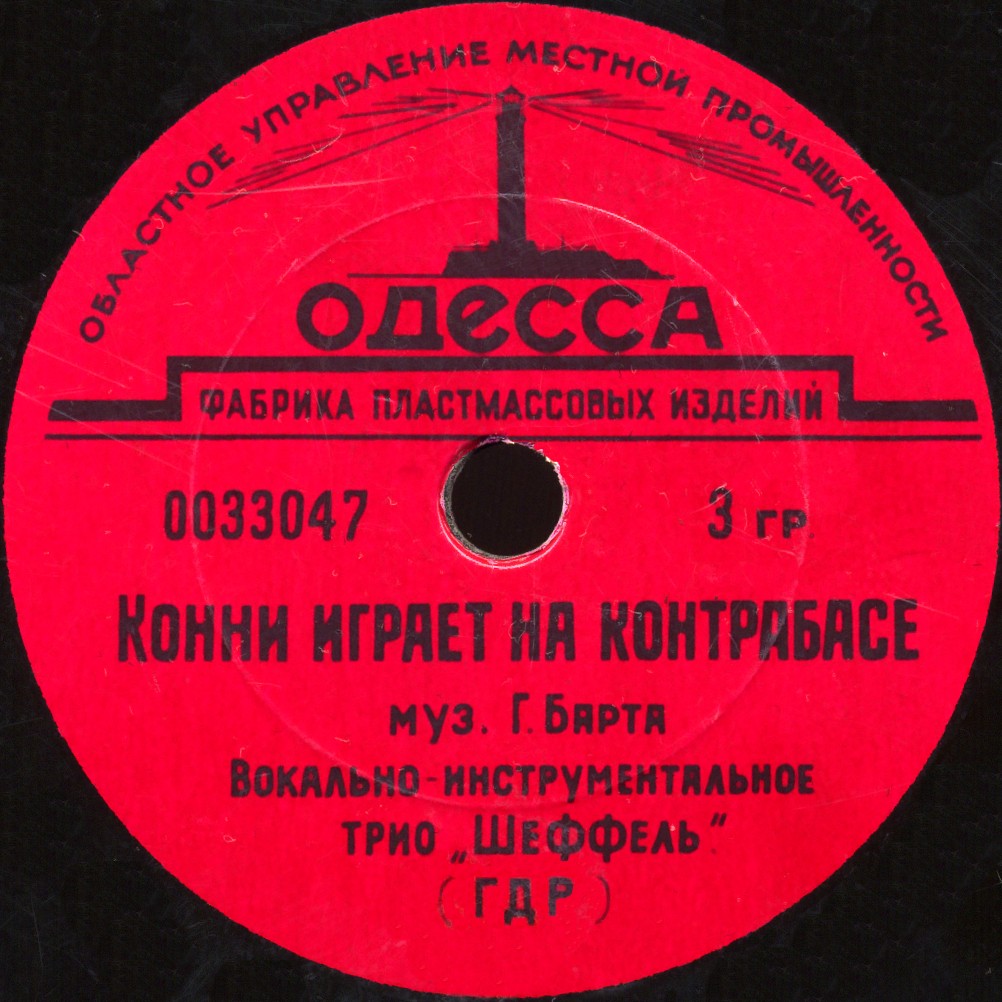 ОБЛАСТНОЕ УПРАВЛЕНИЕ МЕСТНОЙ ПРОМЫШЛЕННОСТИ
ОДЕССА
ФАБРИКА ПЛАСТМАССОВЫХ ИЗДЕЛИЙ
0033047 3 ГР.
КОННИ ИГРАЕТ НА КОНТРАБАСЕ
МУЗ. Г. БАРТА
ВОКАЛЬНО-ИНСТРУМЕНТАЛЬНОЕ
ТРИО „ШЕФФЕЛЬ".
(ГДР)